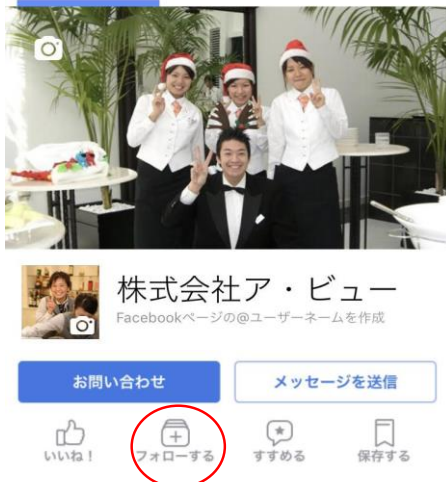 株式会社ア・ビュー
Facebookページの@ユーザーネームを作成
お問い合わせ
メッセージを送信
いいね！
フォローする
すすめる
保存する